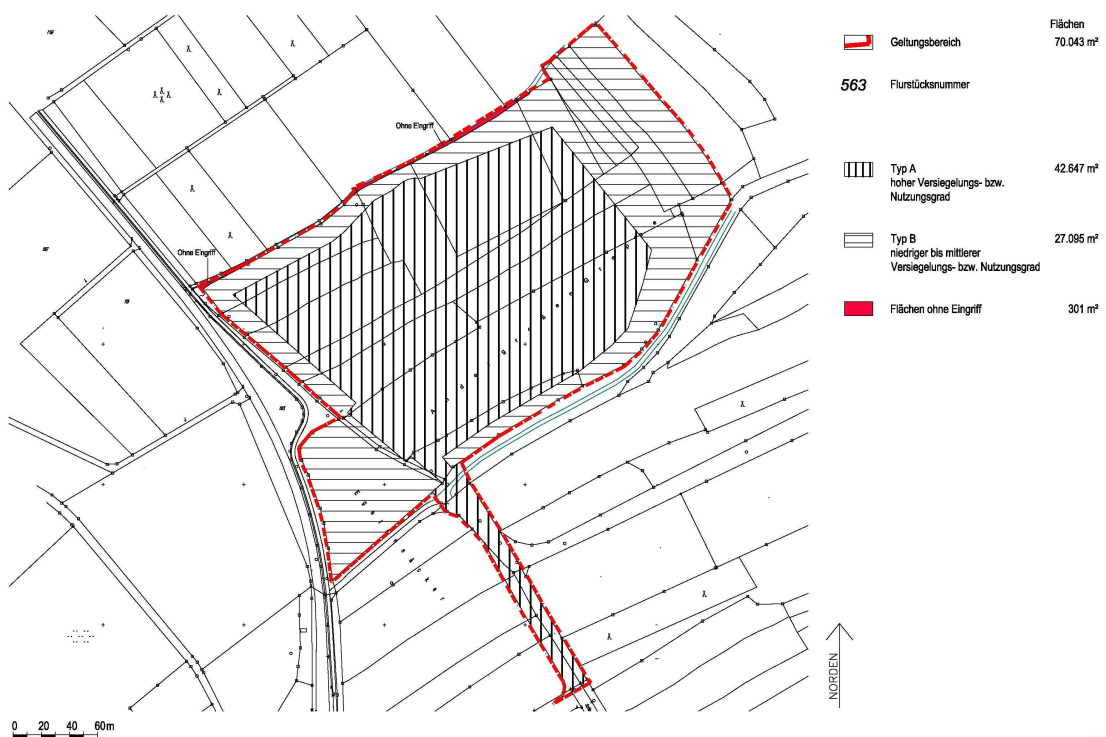 Flächen
Geltungsbereich 70.043 m²
563 Flurstücksnummer
Typ A 42.647 m²
hoher Versiegelungs- bzw.
Nutzungsgrad
Typ B 27.095 m²
niedriger bis mittlerer
Versiegelungs- bzw. Nutzungsgrad
Flächen ohne Eingriff 301 m²
Ohne Eingriff
Ohne Eingriff
NORDEN
0 20 40 60m